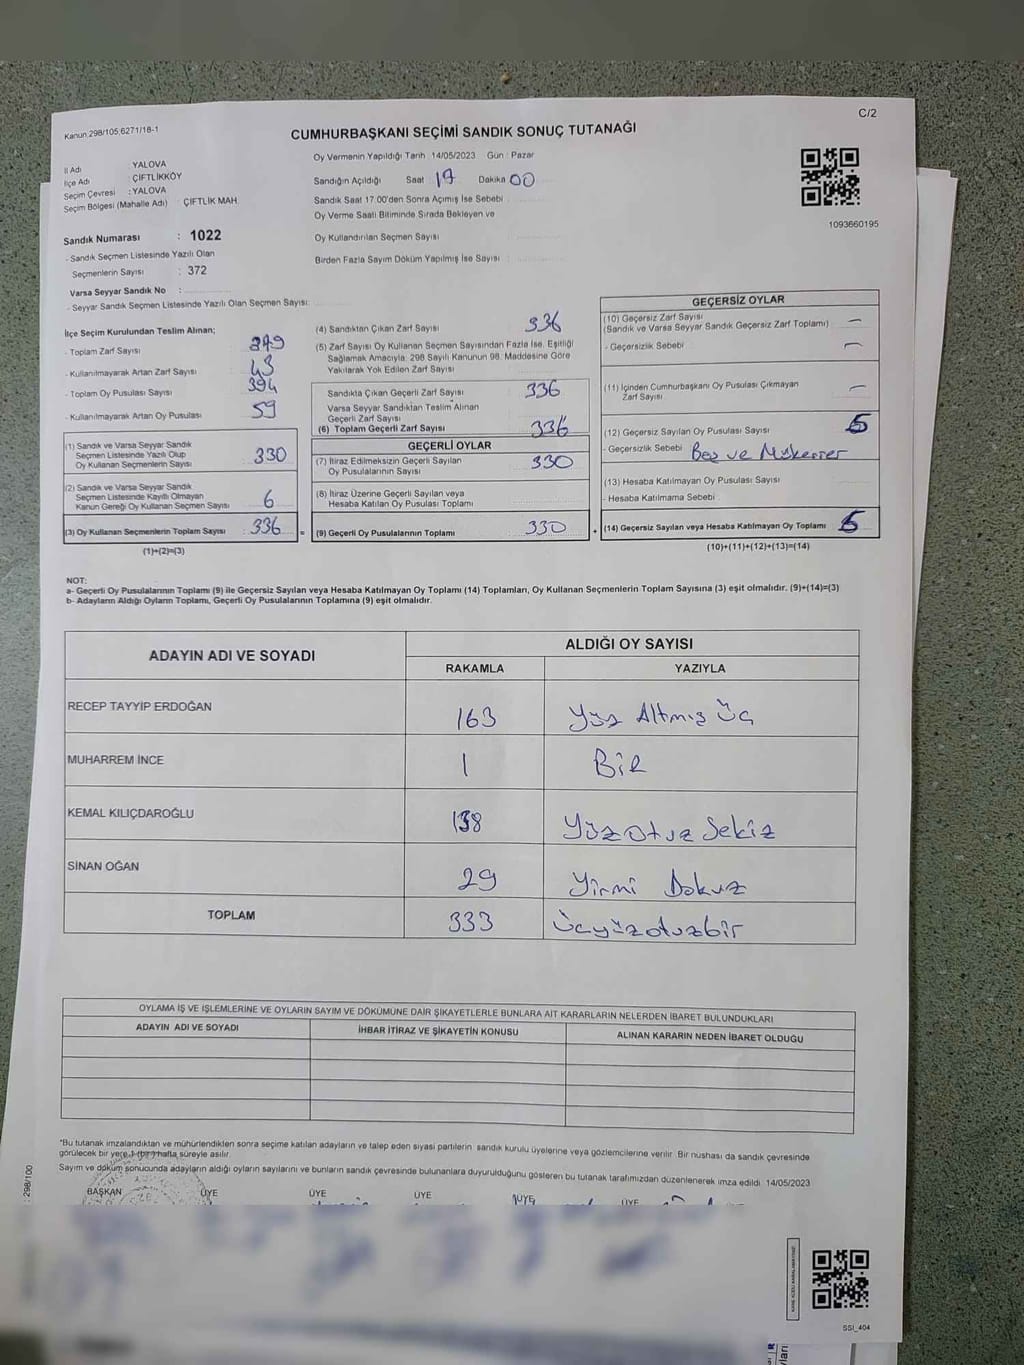 C/2
Kanun 298/105,6271/18-1
CUMHURBAŞKANI SEÇİMİ SANDIK SONUÇ TUTANAĞI
İl Adı : YALOVA
İlçe Adı : ÇİFTLİKKÖY
Seçim Çevresi : YALOVA
Seçim Bölgesi (Mahalle Adı) : ÇİFTLİK MAH.
Oy Vermenin Yapıldığı Tarih 14/05/2023 Gün : Pazar
Sandığın Açıldığı Saat 19 Dakika 00
Sandık Saat 17.00'den Sonra Açımış İse Sebebi
Oy Verme Saati Bitiminde Sırada Bekleyen ve
Oy Kullandırılan Seçmen Sayısı
Birden Fazla Sayım Döküm Yapılmış İse Sayısı :
1093660195
Sandık Numarası : 1022
- Sandık Seçmen Listesinde Yazılı Olan
Seçmenlerin Sayısı : 372
Varsa Seyyar Sandık No :
- Seyyar Sandık Seçmen Listesinde Yazılı Olan Seçmen Sayısı:
İlçe Seçim Kurulundan Teslim Alınan;
- Toplam Zarf Sayısı 379
- Kullanılmayarak Artan Zarf Sayısı 43
- Toplam Oy Pusulası Sayısı 394
- Kullanılmayarak Artan Oy Pusulası 59
(1) Sandık ve Varsa Seyyar Sandık
Seçmen Listesinde Yazılı Olup
Oy Kullanan Seçmenlerin Sayısı 330
(2) Sandık ve Varsa Seyyar Sandık
Seçmen Listesinde Kayıtlı Olmayan
Kanun Gereği Oy Kullanan Seçmen Sayısı 6
(3) Oy Kullanan Seçmenlerin Toplam Sayısı 336 =
(1)+(2)=(3)
(4) Sandıktan Çıkan Zarf Sayısı 336
(5) Zarf Sayısı Oy Kullanan Seçmen Sayısından Fazla İse, Eşitliği
Sağlamak Amacıyla, 298 Sayılı Kanunun 98. Maddesine Göre
Yakılarak Yok Edilen Zarf Sayısı
Sandıkta Çıkan Geçerli Zarf Sayısı 336
Varsa Seyyar Sandıktan Teslim Alınan
Geçerli Zarf Sayısı
(6) Toplam Geçerli Zarf Sayısı 336
GEÇERLİ OYLAR
(7) İtiraz Edilmeksizin Geçerli Sayılan
Oy Pusulalarının Sayısı 330
(8) İtiraz Üzerine Geçerli Sayılan veya
Hesaba Katılan Oy Pusulası Toplamı
(9) Geçerli Oy Pusulalarının Toplamı 330 +
GEÇERSİZ OYLAR
(10) Geçersiz Zarf Sayısı —
(Sandık ve Varsa Seyyar Sandık Geçersiz Zarf Toplamı)
- Geçersizlik Sebebi —
(11) İçinden Cumhurbaşkanı Oy Pusulası Çıkmayan —
Zarf Sayısı
(12) Geçersiz Sayılan Oy Pusulası Sayısı
- Geçersizlik Sebebi Boş ve Mükerrer
(13) Hesaba Katılmayan Oy Pusulası Sayısı
- Hesaba Katılmama Sebebi
(14) Geçersiz Sayılan veya Hesaba Katılmayan Oy Toplamı
(10)+(11)+(12)+(13)=(14)
NOT:
a- Geçerli Oy Pusulalarının Toplamı (9) ile Geçersiz Sayılan veya Hesaba Katılmayan Oy Toplamı (14) Toplamları, Oy Kullanan Seçmenlerin Toplam Sayısına (3) eşit olmalıdır. (9)+(14)=(3)
b- Adayların Aldığı Oyların Toplamı, Geçerli Oy Pusulalarının Toplamına (9) eşit olmalıdır.
ADAYIN ADI VE SOYADI
ALDIĞI OY SAYISI
RAKAMLA YAZIYLA
RECEP TAYYİP ERDOĞAN 163 Yüz Altmış Üç
MUHARREM İNCE 1 Bir
KEMAL KILIÇDAROĞLU 138 Yüzotuz Sekiz
SİNAN OĞAN 29 Yirmi Dokuz
TOPLAM 333 Üçyüzotuzbir
OYLAMA İŞ VE İŞLEMLERİNE VE OYLARIN SAYIM VE DÖKÜMÜNE DAİR ŞİKAYETLERLE BUNLARA AİT KARARLARIN NELERDEN İBARET BULUNDUKLARI
ADAYIN ADI VE SOYADI İHBAR İTİRAZ VE ŞİKAYETİN KONUSU ALINAN KARARIN NEDEN İBARET OLDUĞU
"Bu tutanak imzalandıktan ve mühürlendikten sonra seçime katılan adayların ve talep eden siyasi partilerin sandık kurulu üyelerine veya gözlemcilerine verilir. Bir nushası da sandık çevresinde
görülecek bir yere 1 (bir) hafta süreyle asılır.
Sayım ve döküm sonucunda adayların aldığı oyların sayılarını ve bunların sandık çevresinde bulunanlara duyurulduğunu gösteren bu tutanak tarafımızdan düzenlenerek imza edildi. 14/05/2023
BAŞKAN ÜYE ÜYE ÜYE ÜYE ÜYE
: 298/100
SSI_404